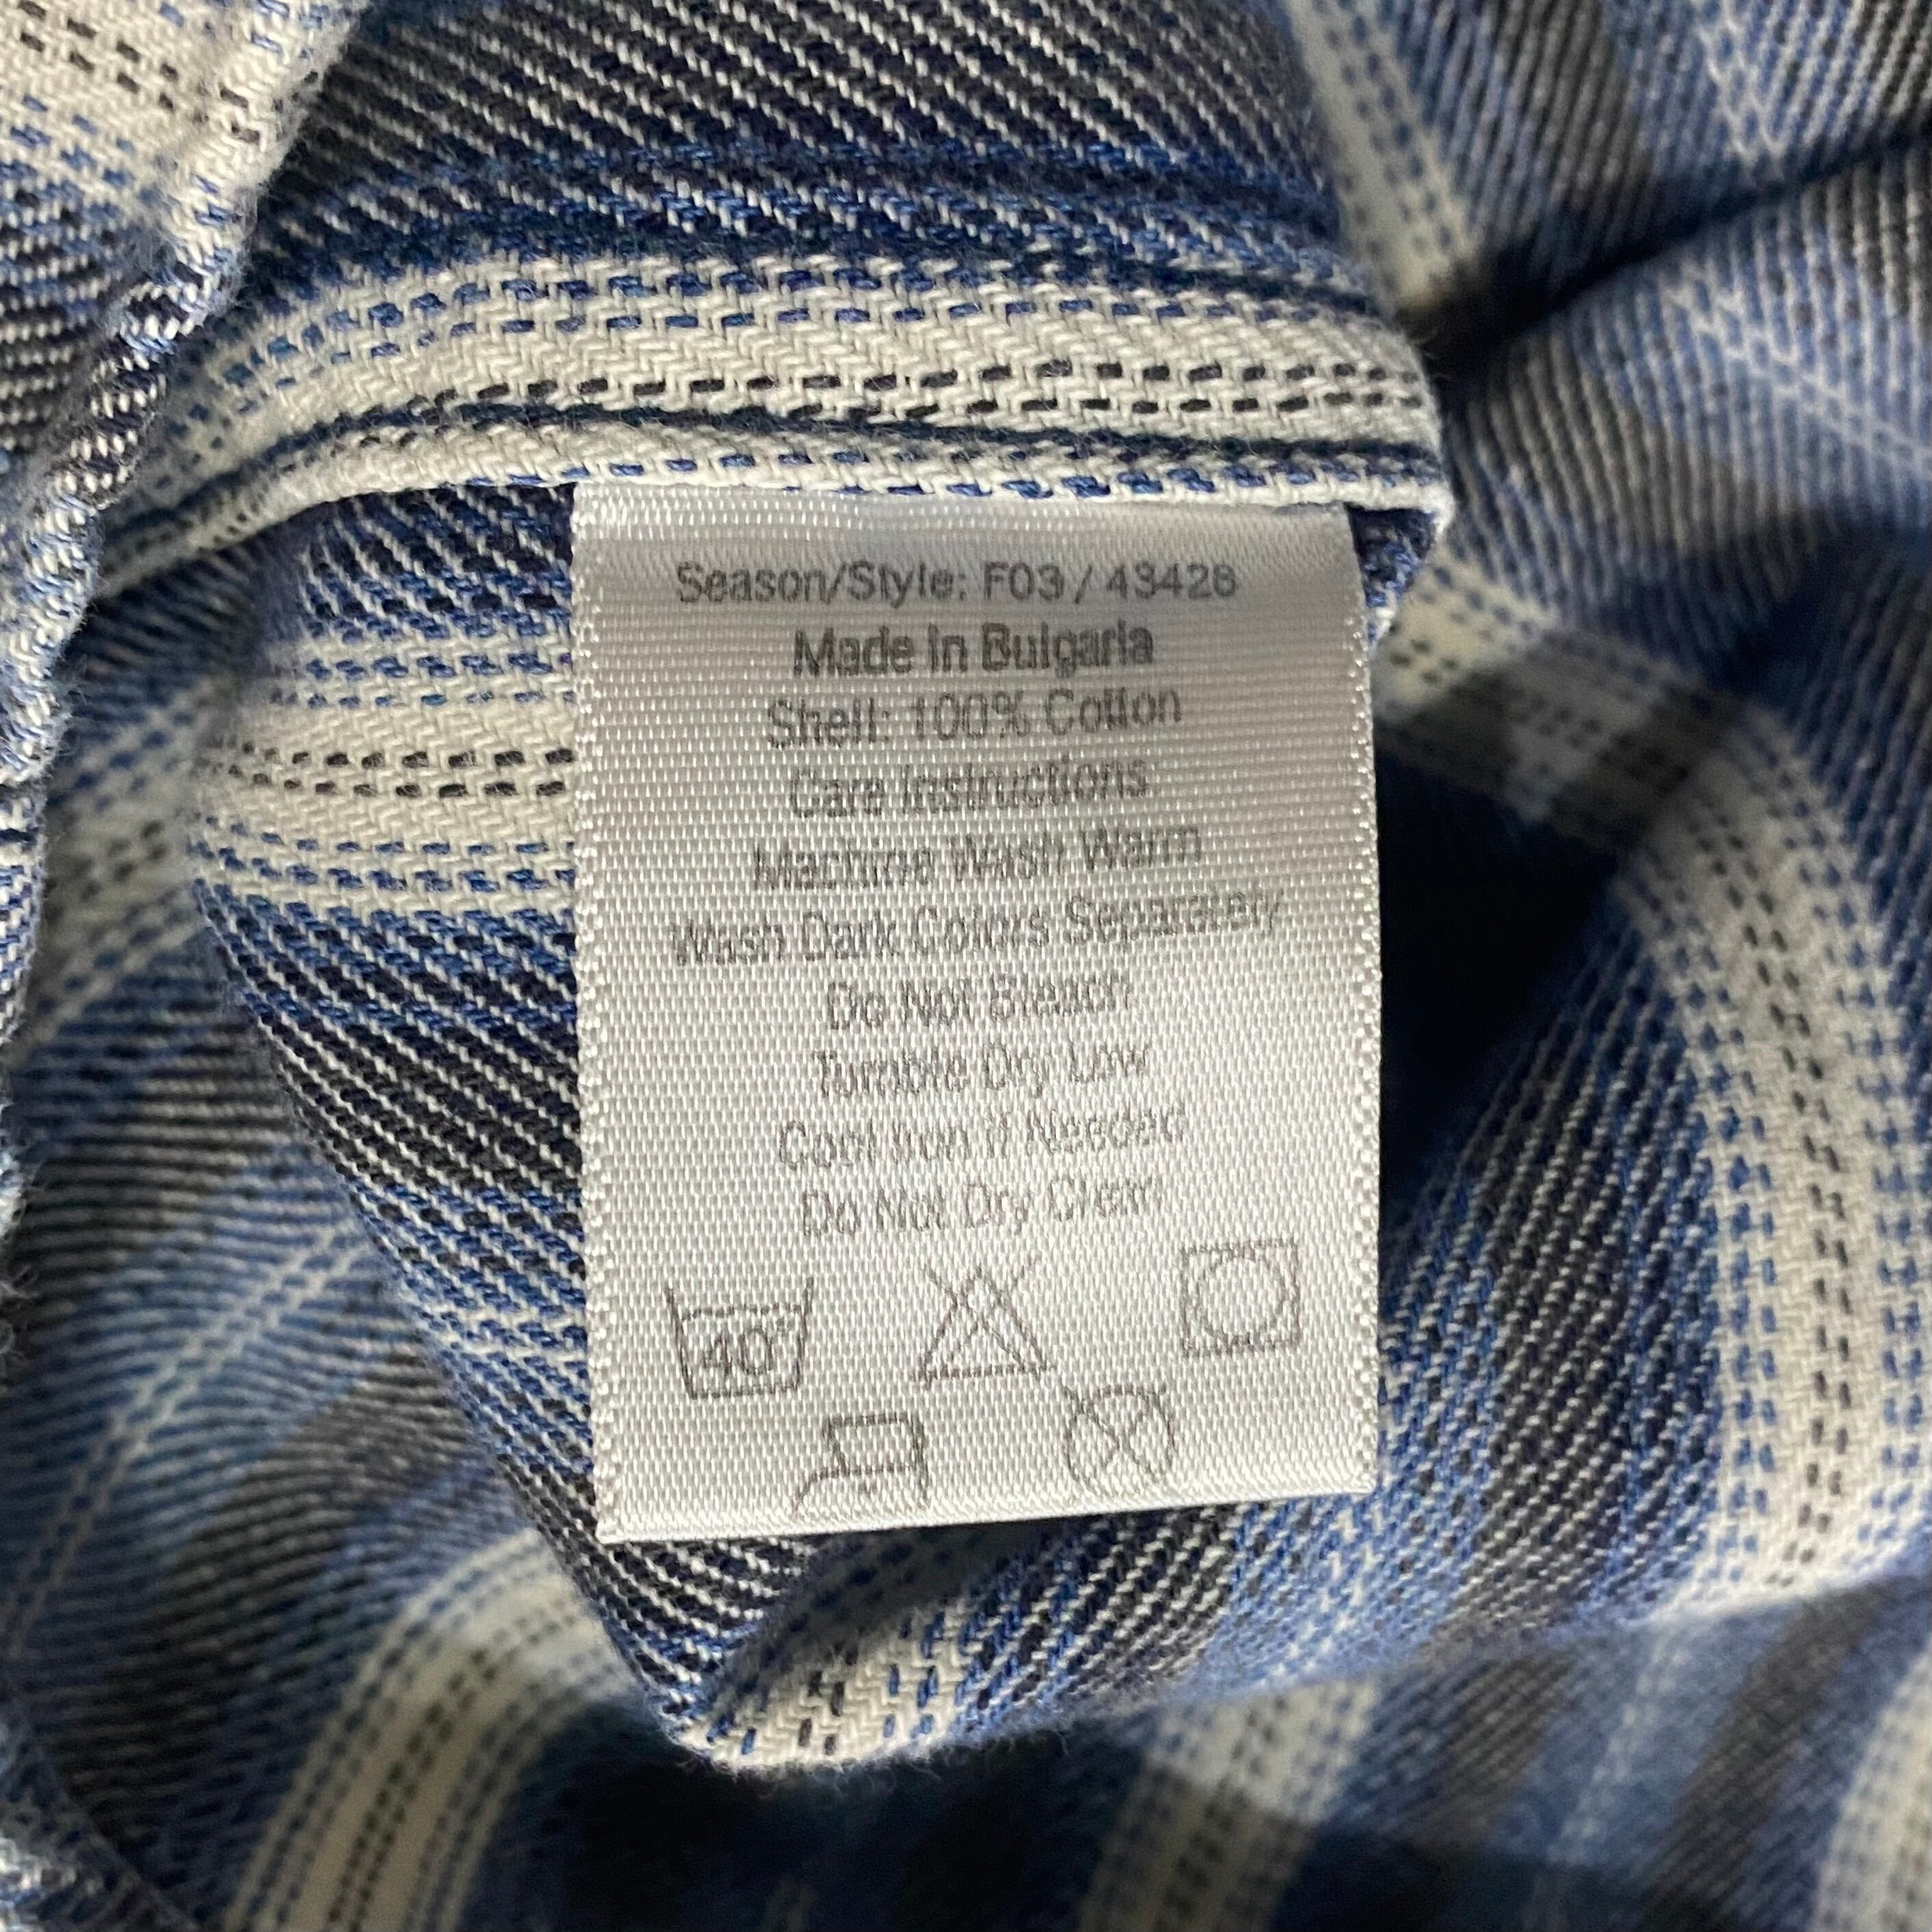 Season/Style: F03 / 43428
Made in Bulgaria
Shell: 100% Cotton
Care Instructions
Machine Wash Warm
Wash Dark Colors Separately
Do Not Bleach
Tumble Dry Low
Cool Iron if Needed
Do Not Dry Clean
40°